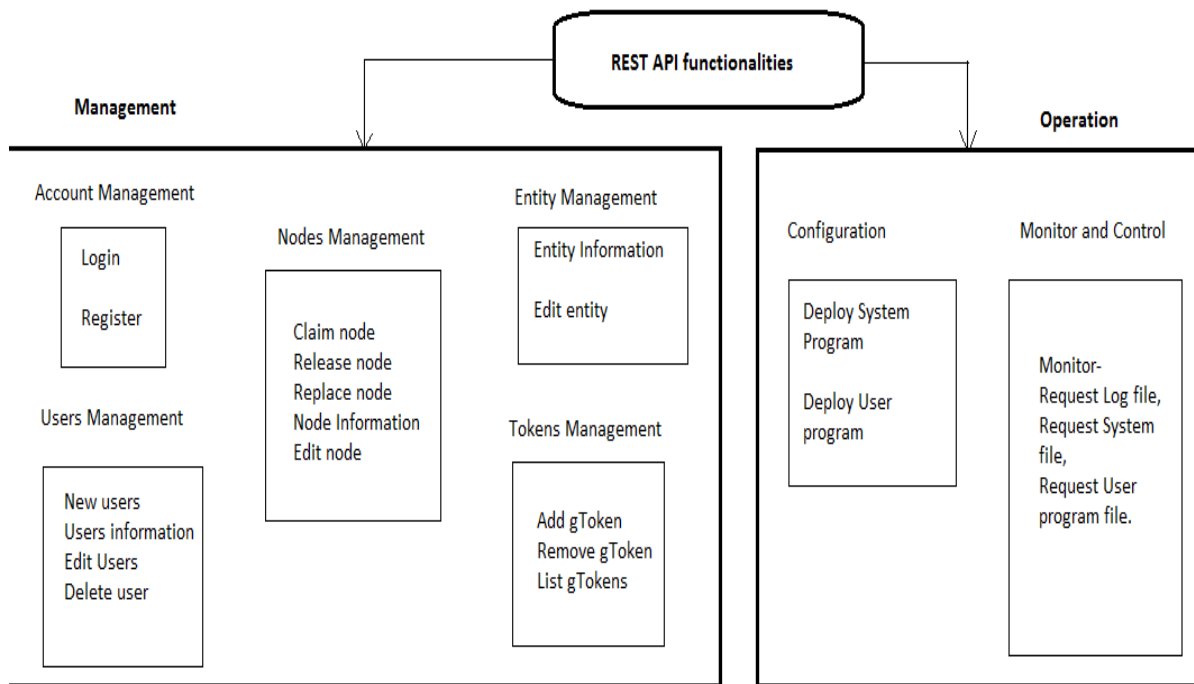 REST API functionalities
Management
Account Management
Login
Register
Users Management
New users
Users information
Edit Users
Delete user
Nodes Management
Claim node
Release node
Replace node
Node Information
Edit node
Entity Management
Entity Information
Edit entity
Tokens Management
Add gToken
Remove gToken
List gTokens
Operation
Configuration
Deploy System
Program
Deploy User
program
Monitor and Control
Monitor-
Request Log file,
Request System
file,
Request User
program file.